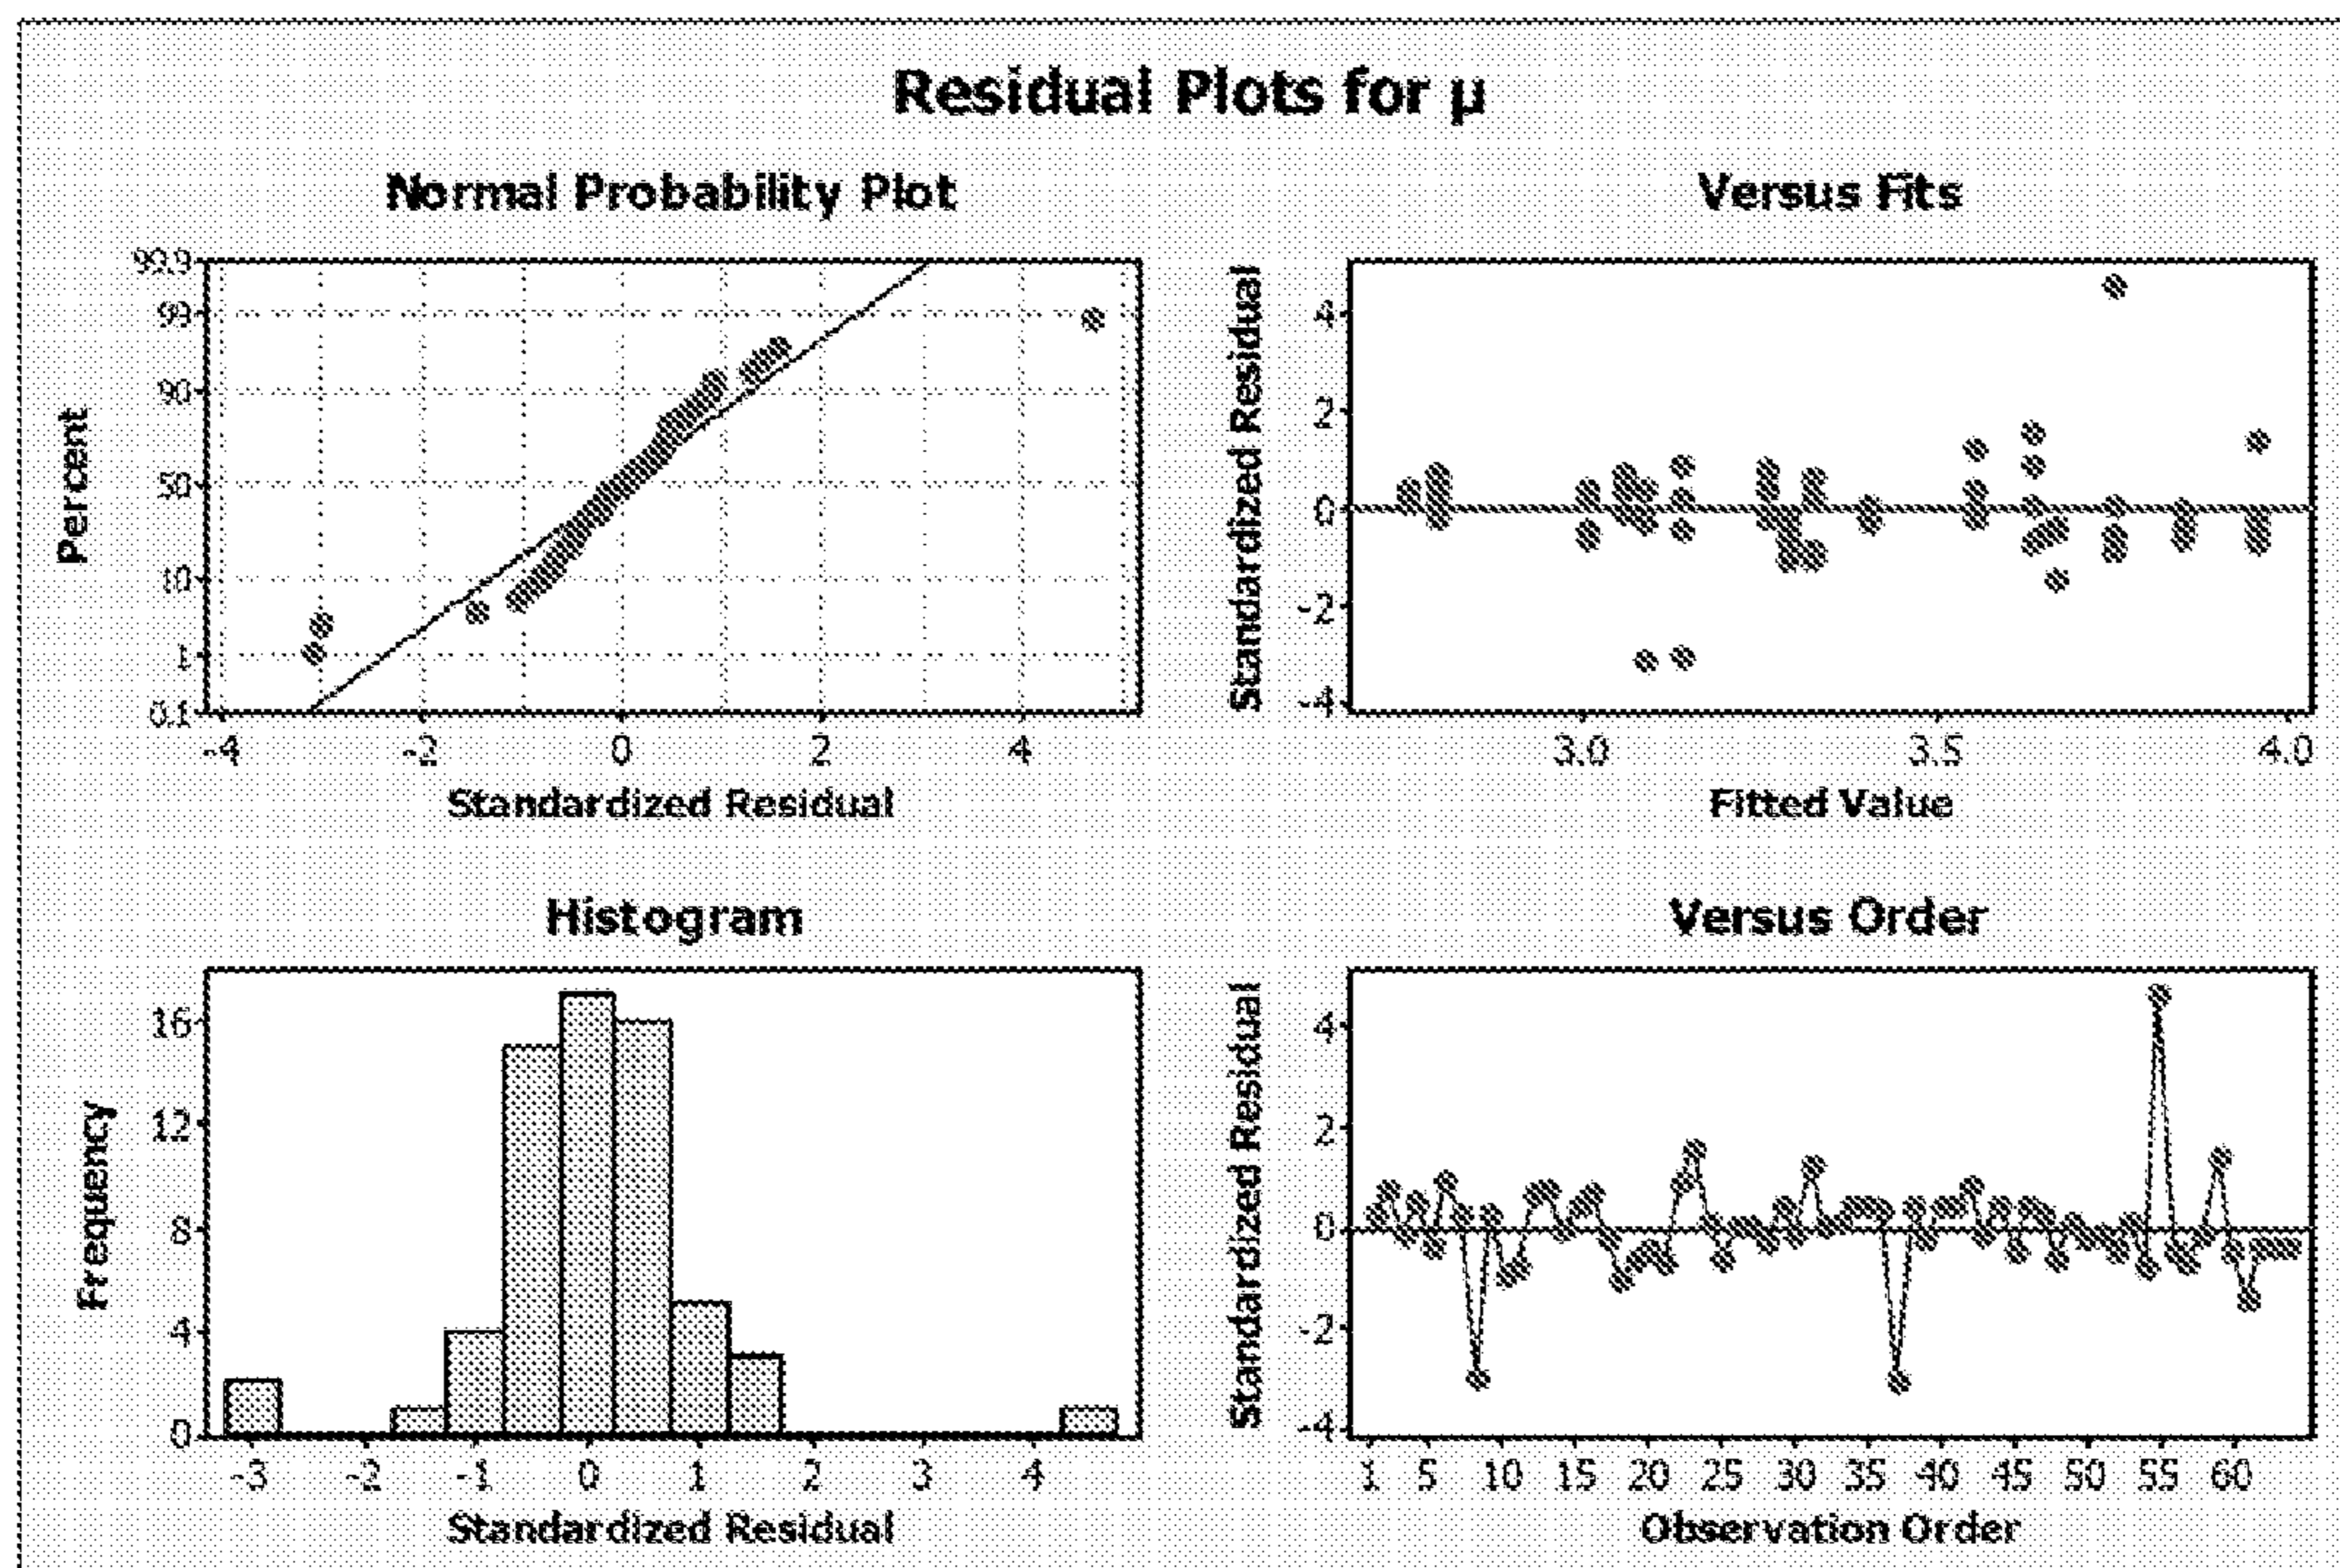 Residual Plots for µ
Normal Probability Plot
99.9
99
90
50
10
1
0.1
Percent
-4 -2 0 2 4
Standardized Residual
Versus Fits
4
2
0
-2
-4
Standardized Residual
3.0 3.5 4.0
Fitted Value
Histogram
16
12
8
4
0
Frequency
-3 -2 -1 0 1 2 3 4
Standardized Residual
Versus Order
4
2
0
-2
-4
Standardized Residual
1 5 10 15 20 25 30 35 40 45 50 55 60
Observation Order